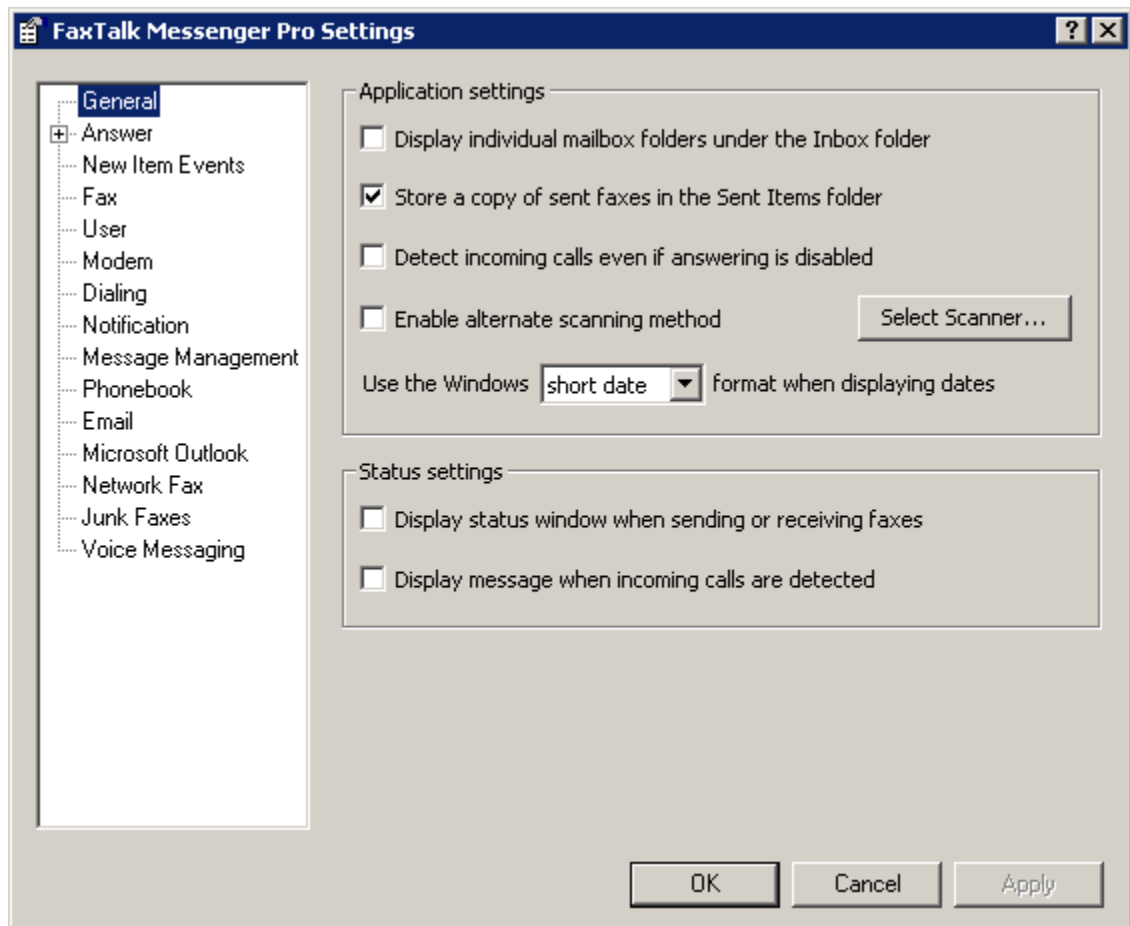 FaxTalk Messenger Pro Settings
General
Answer
New Item Events
Fax
User
Modem
Dialing
Notification
Message Management
Phonebook
Email
Microsoft Outlook
Network Fax
Junk Faxes
Voice Messaging
Application settings
Display individual mailbox folders under the Inbox folder
Store a copy of sent faxes in the Sent Items folder
Detect incoming calls even if answering is disabled
Enable alternate scanning method
Select Scanner...
Use the Windows short date format when displaying dates
Status settings
Display status window when sending or receiving faxes
Display message when incoming calls are detected
OK Cancel Apply